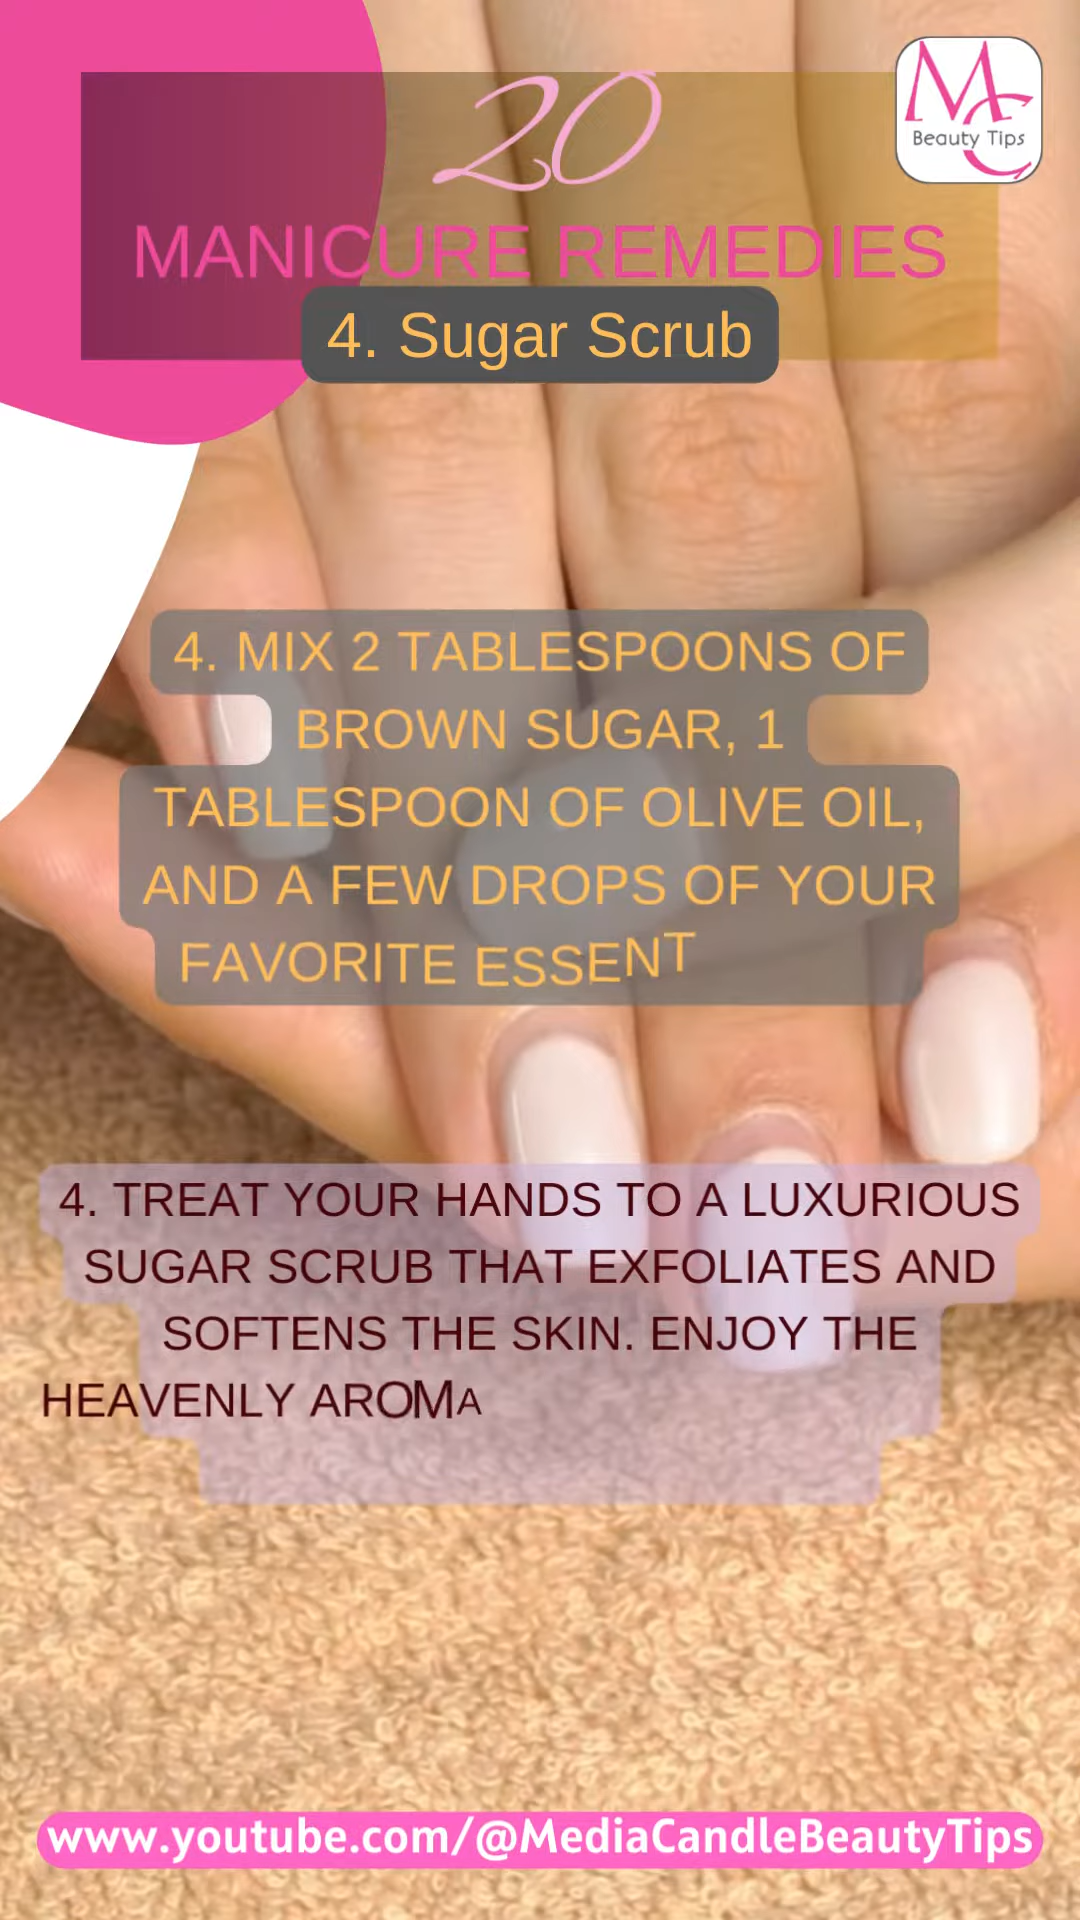 20
MC
Beauty Tips
MANICURE REMEDIES
4. Sugar Scrub
4. MIX 2 TABLESPOONS OF
BROWN SUGAR, 1
TABLESPOON OF OLIVE OIL,
AND A FEW DROPS OF YOUR
FAVORITE ESSENT
4. TREAT YOUR HANDS TO A LUXURIOUS
SUGAR SCRUB THAT EXFOLIATES AND
SOFTENS THE SKIN. ENJOY THE
HEAVENLY AROMA
www.youtube.com/@MediaCandleBeautyTips